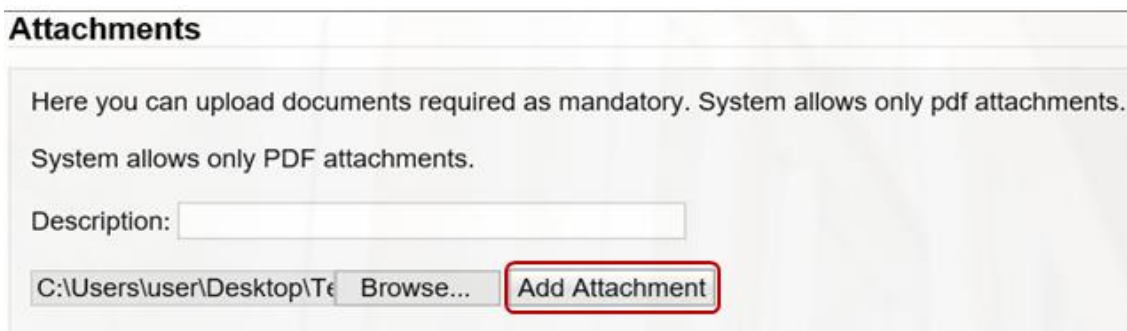 Attachments
Here you can upload documents required as mandatory. System allows only pdf attachments.
System allows only PDF attachments.
Description:
C:\Users\user\Desktop\Te Browse... Add Attachment